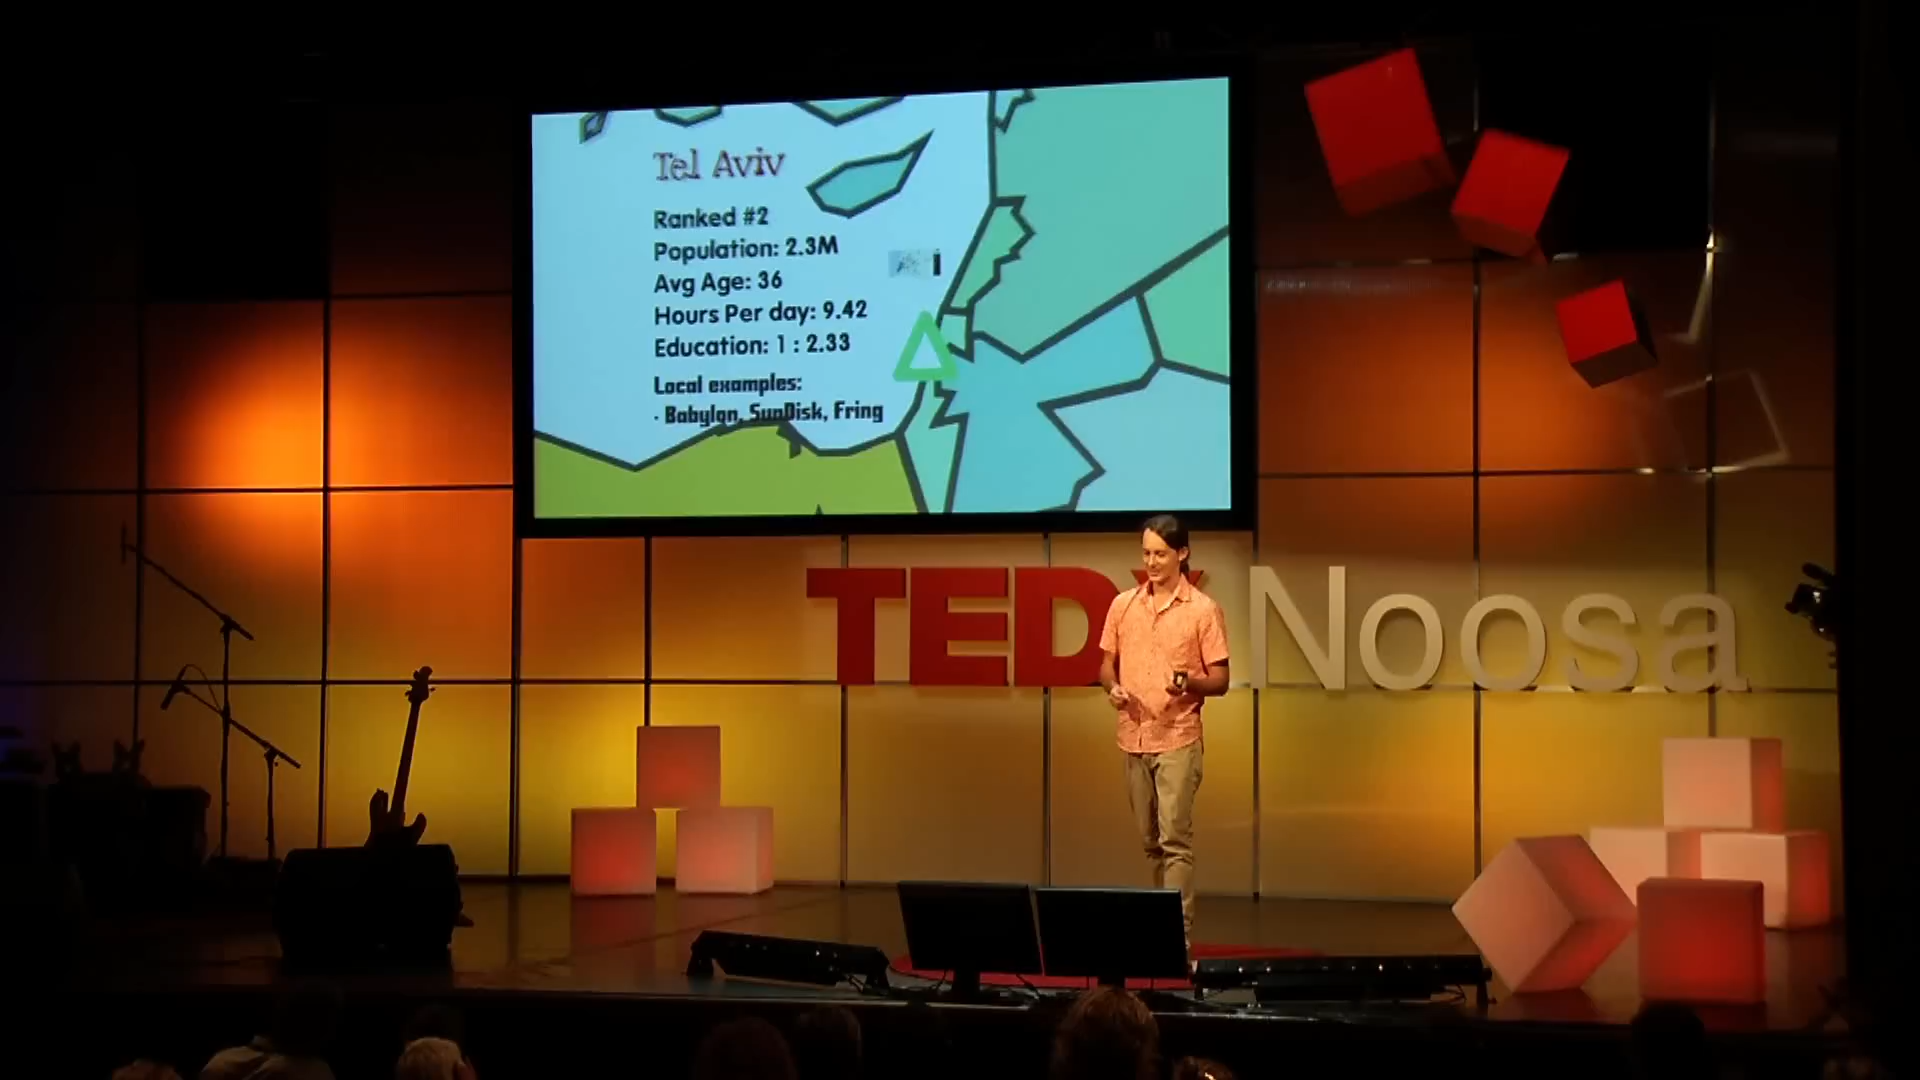 Tel Aviv
Ranked #2
Population: 2.3M
Avg Age: 36
Hours Per day: 9.42
Education: 1 : 2.33
Local examples:
· Babylon, SunDisk, Fring
TEDx Noosa